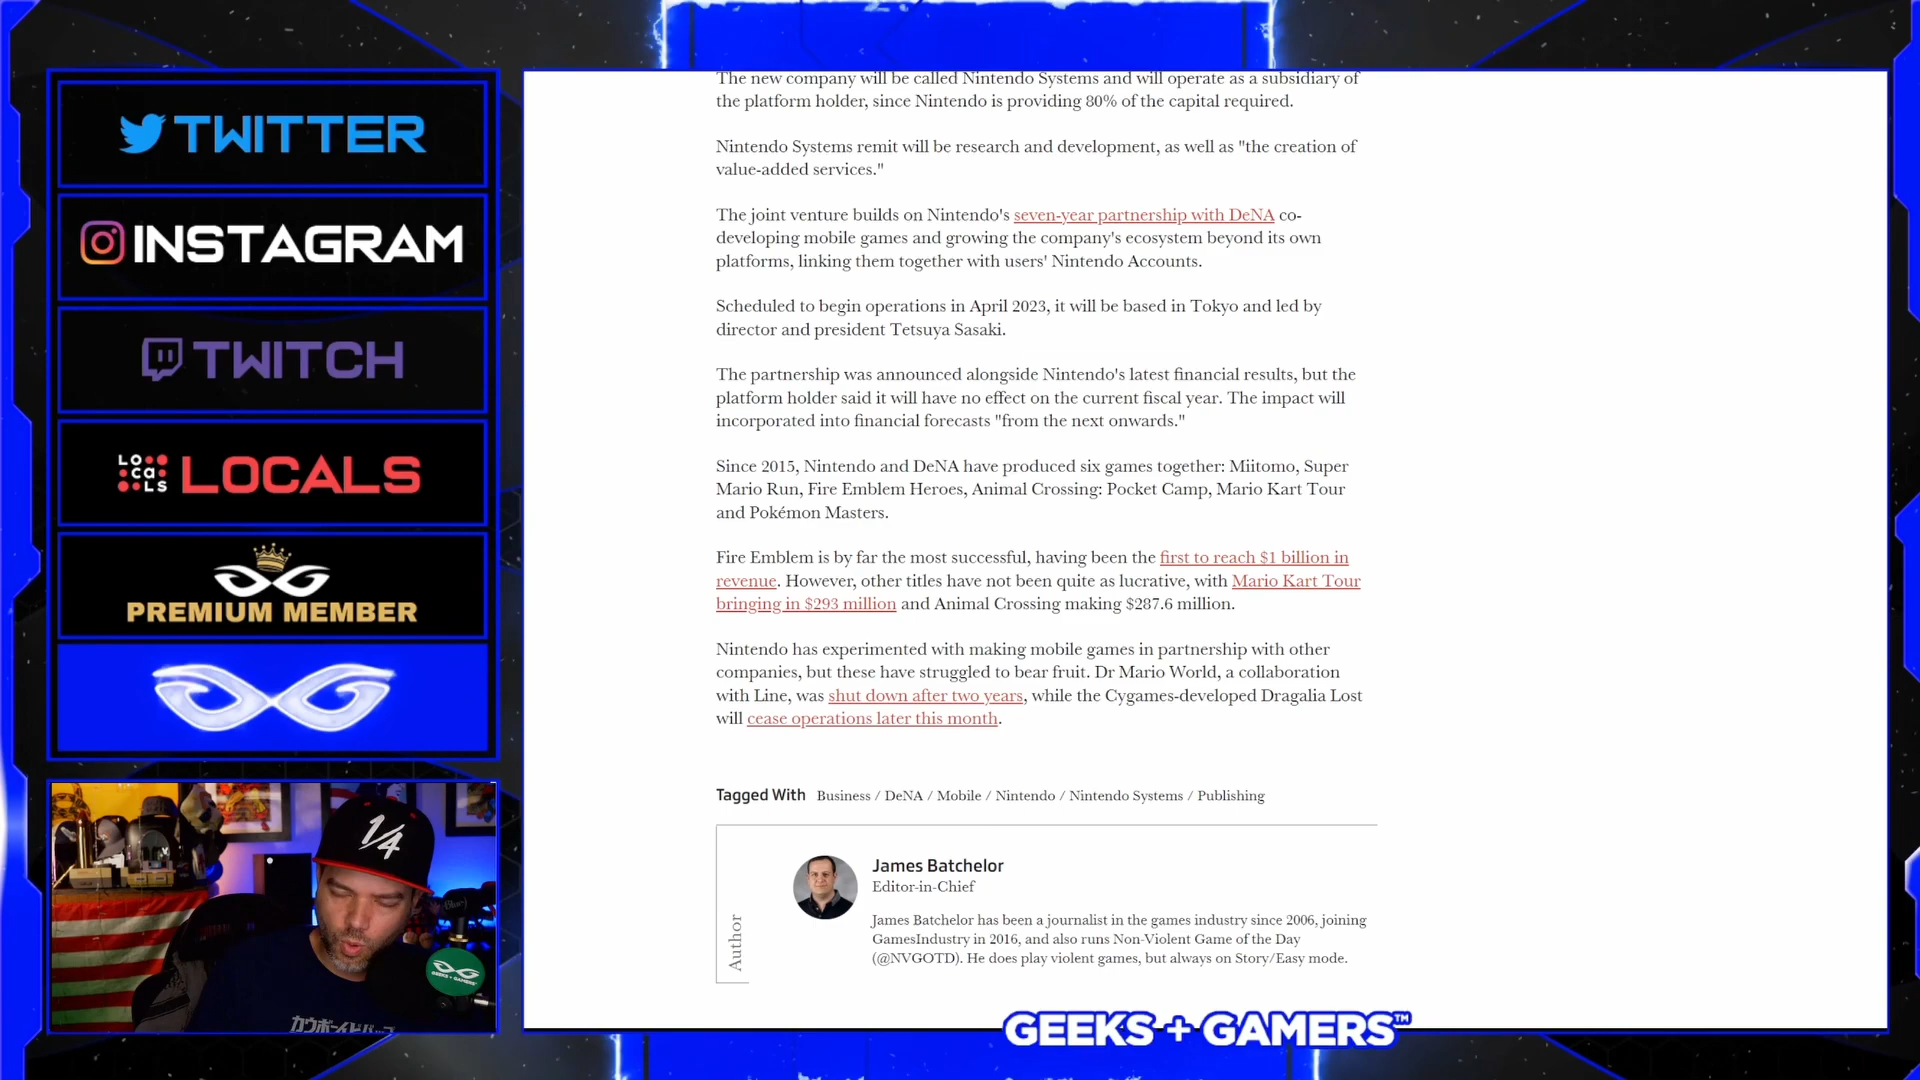 TWITTER
INSTAGRAM
TWITCH
LOCALS
LOCALS
PREMIUM MEMBER
The new company will be called Nintendo Systems and will operate as a subsidiary of
the platform holder, since Nintendo is providing 80% of the capital required.
Nintendo Systems remit will be research and development, as well as "the creation of
value-added services."
The joint venture builds on Nintendo's seven-year partnership with DeNA co-
developing mobile games and growing the company's ecosystem beyond its own
platforms, linking them together with users' Nintendo Accounts.
Scheduled to begin operations in April 2023, it will be based in Tokyo and led by
director and president Tetsuya Sasaki.
The partnership was announced alongside Nintendo's latest financial results, but the
platform holder said it will have no effect on the current fiscal year. The impact will
incorporated into financial forecasts "from the next onwards."
Since 2015, Nintendo and DeNA have produced six games together: Miitomo, Super
Mario Run, Fire Emblem Heroes, Animal Crossing: Pocket Camp, Mario Kart Tour
and Pokémon Masters.
Fire Emblem is by far the most successful, having been the first to reach $1 billion in
revenue. However, other titles have not been quite as lucrative, with Mario Kart Tour
bringing in $293 million and Animal Crossing making $287.6 million.
Nintendo has experimented with making mobile games in partnership with other
companies, but these have struggled to bear fruit. Dr Mario World, a collaboration
with Line, was shut down after two years, while the Cygames-developed Dragalia Lost
will cease operations later this month.
Tagged With Business / DeNA / Mobile / Nintendo / Nintendo Systems / Publishing
Author
James Batchelor
Editor-in-Chief
James Batchelor has been a journalist in the games industry since 2006, joining
GamesIndustry in 2016, and also runs Non-Violent Game of the Day
(@NVGOTD). He does play violent games, but always on Story/Easy mode.
1/4
GEEKS + GAMERS
GEEKS + GAMERS™